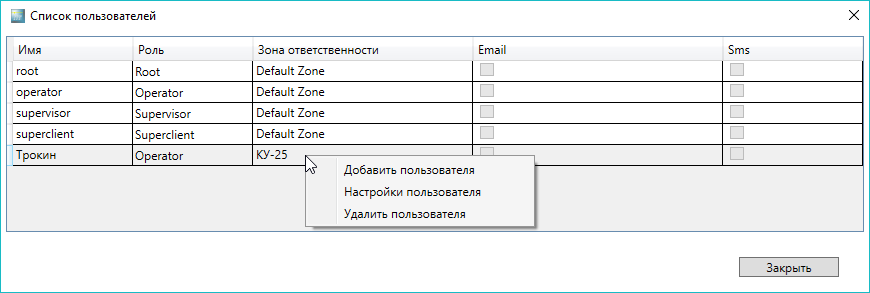 Список пользователей
Имя Роль Зона ответственности Email Sms
root Root Default Zone
operator Operator Default Zone
supervisor Supervisor Default Zone
superclient Superclient Default Zone
Трокин Operator КУ-25
Добавить пользователя
Настройки пользователя
Удалить пользователя
Закрыть